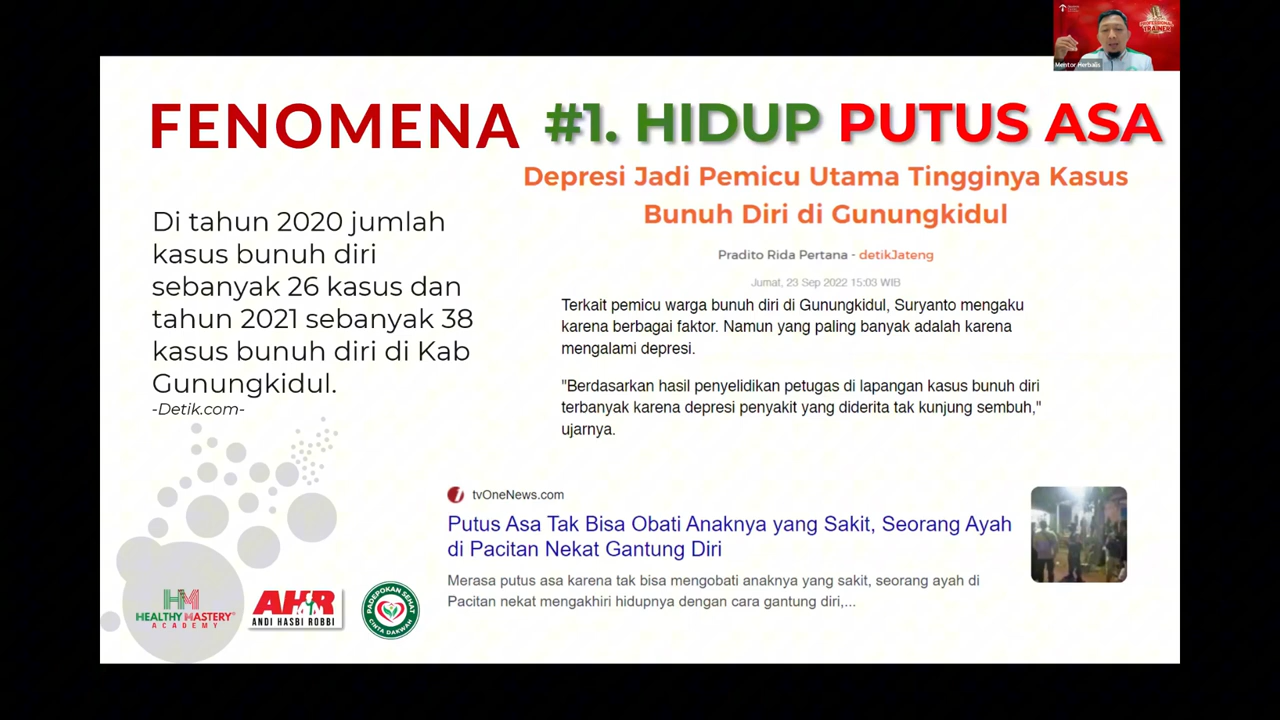 PROFESSIONAL
TRAINER
Mentor Herbalis
FENOMENA #1. HIDUP PUTUS ASA
Di tahun 2020 jumlah
kasus bunuh diri
sebanyak 26 kasus dan
tahun 2021 sebanyak 38
kasus bunuh diri di Kab
Gunungkidul.
-Detik.com-
Depresi Jadi Pemicu Utama Tingginya Kasus
Bunuh Diri di Gunungkidul
Pradito Rida Pertana - detikJateng
Jumat, 23 Sep 2022 15:03 WIB
Terkait pemicu warga bunuh diri di Gunungkidul, Suryanto mengaku
karena berbagai faktor. Namun yang paling banyak adalah karena
mengalami depresi.
"Berdasarkan hasil penyelidikan petugas di lapangan kasus bunuh diri
terbanyak karena depresi penyakit yang diderita tak kunjung sembuh,"
ujarnya.
tvOneNews.com
Putus Asa Tak Bisa Obati Anaknya yang Sakit, Seorang Ayah
di Pacitan Nekat Gantung Diri
Merasa putus asa karena tak bisa mengobati anaknya yang sakit, seorang ayah di
Pacitan nekat mengakhiri hidupnya dengan cara gantung diri,...
HM
HEALTHY MASTERY®
ACADEMY
AHR
ANDI HASBI ROBBI
PADEPOKAN SEHAT
CINTA DAKWAH